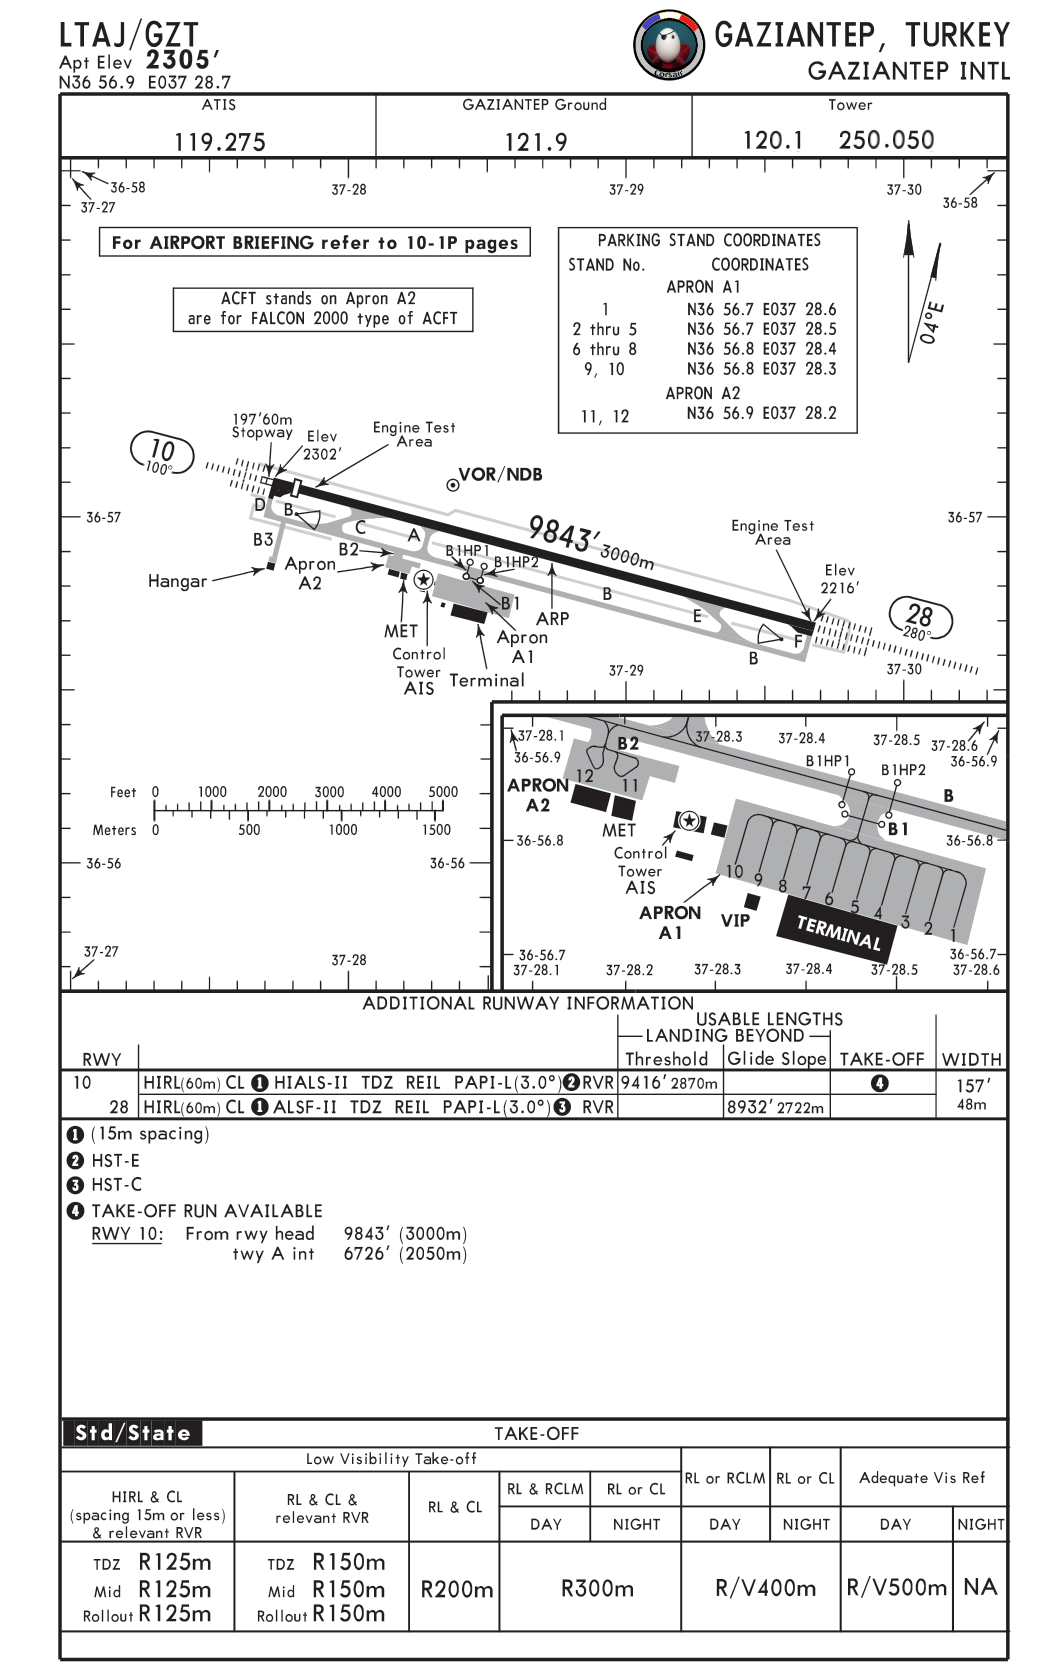 LTAJ/GZT
Apt Elev 2305'
N36 56.9 E037 28.7
Corsair
GAZIANTEP, TURKEY
GAZIANTEP INTL
ATIS
119.275
GAZIANTEP Ground
121.9
Tower
120.1 250.050
36-58
37-27
37-28
37-29
37-30
36-58
For AIRPORT BRIEFING refer to 10-1P pages
ACFT stands on Apron A2
are for FALCON 2000 type of ACFT
PARKING STAND COORDINATES
STAND No. COORDINATES
APRON A1
1 N36 56.7 E037 28.6
2 thru 5 N36 56.7 E037 28.5
6 thru 8 N36 56.8 E037 28.4
9, 10 N36 56.8 E037 28.3
APRON A2
11, 12 N36 56.9 E037 28.2
04°E
197'60m
Stopway
Elev
2302'
Engine Test
Area
10
100°
VOR/NDB
36-57
36-57
D
B
C
A
B3
B2
B1HP1
B1HP2
9843' 3000m
Engine Test
Area
Elev
2216'
28
280°
Hangar
Apron
A2
B1
B
E
F
B
ARP
MET
Control
Tower
AIS
Apron
A1
Terminal
37-29
37-30
Feet 0 1000 2000 3000 4000 5000
Meters 0 500 1000 1500
36-56
36-56
37-27
37-28
37-28.1
36-56.9
B2
37-28.3
37-28.4
37-28.5
37-28.6
36-56.9
B1HP1
B1HP2
B
B1
APRON
A2
12
11
MET
36-56.8
36-56.8
Control
Tower
AIS
10 9 8 7 6 5 4 3 2 1
APRON
A1
VIP
TERMINAL
36-56.7
36-56.7
37-28.1
37-28.2
37-28.3
37-28.4
37-28.5
37-28.6
ADDITIONAL RUNWAY INFORMATION
USABLE LENGTHS
LANDING BEYOND
RWY Threshold Glide Slope TAKE-OFF WIDTH
10 HIRL(60m) CL 1 HIALS-II TDZ REIL PAPI-L(3.0°) 2 RVR 9416' 2870m 4 157'
28 HIRL(60m) CL 1 ALSF-II TDZ REIL PAPI-L(3.0°) 3 RVR 8932' 2722m 48m
1 (15m spacing)
2 HST-E
3 HST-C
4 TAKE-OFF RUN AVAILABLE
RWY 10: From rwy head 9843' (3000m)
twy A int 6726' (2050m)
Std/State
TAKE-OFF
Low Visibility Take-off
HIRL & CL
(spacing 15m or less)
& relevant RVR
RL & CL &
relevant RVR
RL & CL
RL & RCLM
DAY
RL or CL
NIGHT
RL or RCLM
DAY
RL or CL
NIGHT
Adequate Vis Ref
DAY
NIGHT
TDZ R125m
Mid R125m
Rollout R125m
TDZ R150m
Mid R150m
Rollout R150m
R200m
R300m
R/V400m
R/V500m
NA